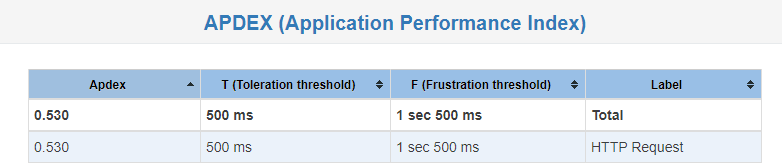 APDEX (Application Performance Index)
Apdex T (Toleration threshold) F (Frustration threshold) Label
0.530 500 ms 1 sec 500 ms Total
0.530 500 ms 1 sec 500 ms HTTP Request